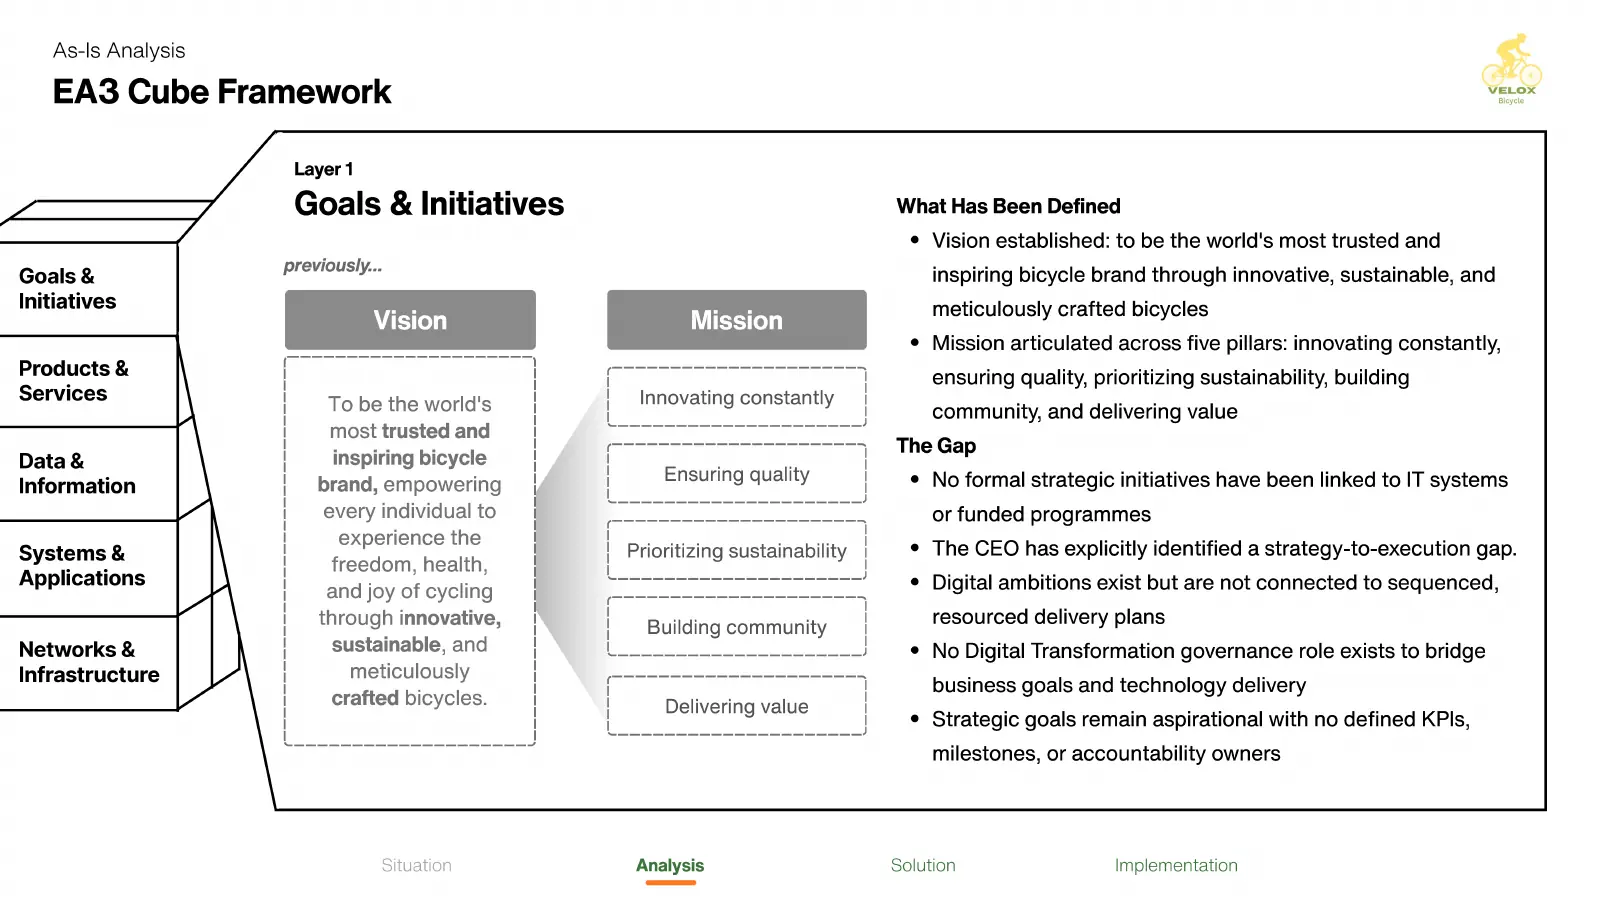 As-Is Analysis
EA3 Cube Framework
VELOX
Bicycle
Goals &
Initiatives
Products &
Services
Data &
Information
Systems &
Applications
Networks &
Infrastructure
Layer 1
Goals & Initiatives
previously...
Vision
To be the world's
most trusted and
inspiring bicycle
brand, empowering
every individual to
experience the
freedom, health,
and joy of cycling
through innovative,
sustainable, and
meticulously
crafted bicycles.
Mission
Innovating constantly
Ensuring quality
Prioritizing sustainability
Building community
Delivering value
What Has Been Defined
• Vision established: to be the world's most trusted and
inspiring bicycle brand through innovative, sustainable, and
meticulously crafted bicycles
• Mission articulated across five pillars: innovating constantly,
ensuring quality, prioritizing sustainability, building
community, and delivering value
The Gap
• No formal strategic initiatives have been linked to IT systems
or funded programmes
• The CEO has explicitly identified a strategy-to-execution gap.
• Digital ambitions exist but are not connected to sequenced,
resourced delivery plans
• No Digital Transformation governance role exists to bridge
business goals and technology delivery
• Strategic goals remain aspirational with no defined KPIs,
milestones, or accountability owners
Situation
Analysis
Solution
Implementation